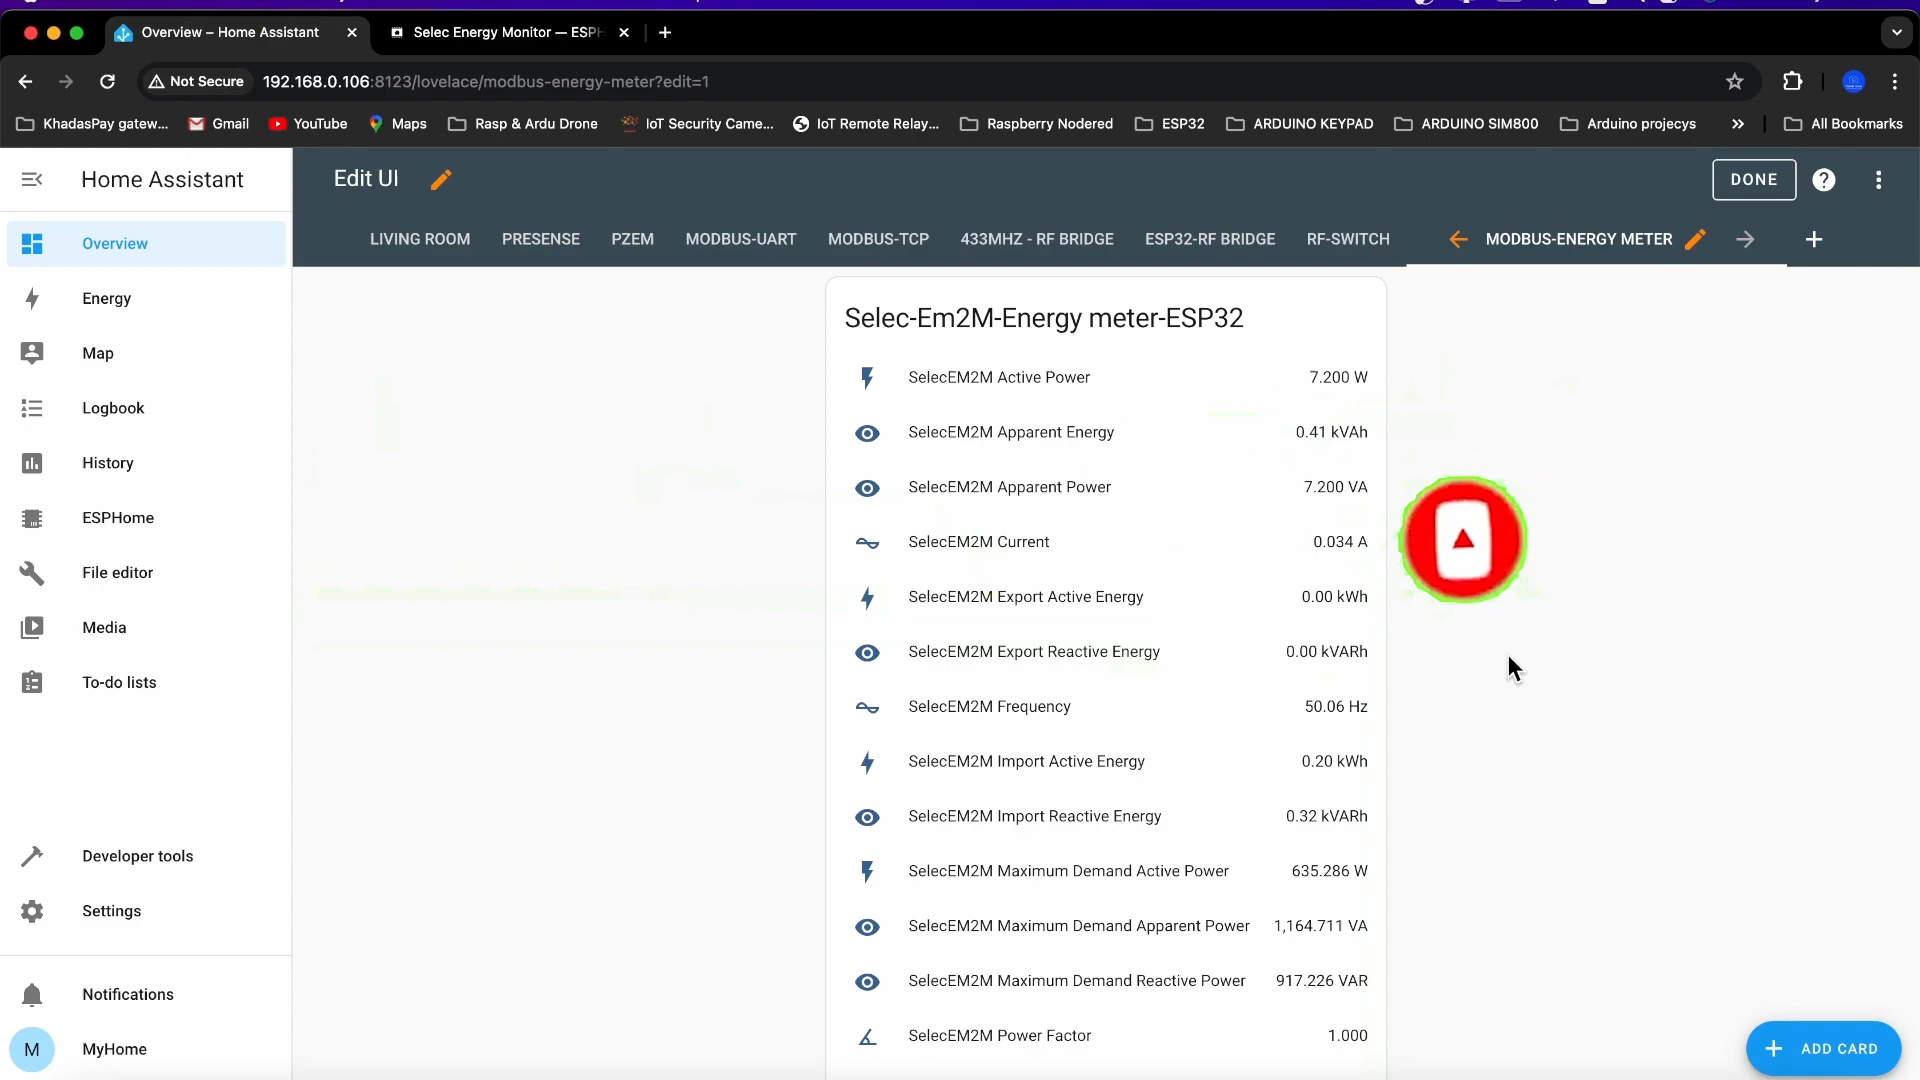 Overview – Home Assistant
Selec Energy Monitor — ESPH
Not Secure
192.168.0.106:8123/lovelace/modbus-energy-meter?edit=1
KhadasPay gatew...
Gmail
YouTube
Maps
Rasp & Ardu Drone
IoT Security Came...
IoT Remote Relay...
Raspberry Nodered
ESP32
ARDUINO KEYPAD
ARDUINO SIM800
Arduino projecys
»
All Bookmarks
Home Assistant
Edit UI
DONE
LIVING ROOM
PRESENSE
PZEM
MODBUS-UART
MODBUS-TCP
433MHZ - RF BRIDGE
ESP32-RF BRIDGE
RF-SWITCH
MODBUS-ENERGY METER
Overview
Energy
Map
Logbook
History
ESPHome
File editor
Media
To-do lists
Developer tools
Settings
Notifications
M MyHome
Selec-Em2M-Energy meter-ESP32
SelecEM2M Active Power 7.200 W
SelecEM2M Apparent Energy 0.41 kVAh
SelecEM2M Apparent Power 7.200 VA
SelecEM2M Current 0.034 A
SelecEM2M Export Active Energy 0.00 kWh
SelecEM2M Export Reactive Energy 0.00 kVARh
SelecEM2M Frequency 50.06 Hz
SelecEM2M Import Active Energy 0.20 kWh
SelecEM2M Import Reactive Energy 0.32 kVARh
SelecEM2M Maximum Demand Active Power 635.286 W
SelecEM2M Maximum Demand Apparent Power 1,164.711 VA
SelecEM2M Maximum Demand Reactive Power 917.226 VAR
SelecEM2M Power Factor 1.000
ADD CARD